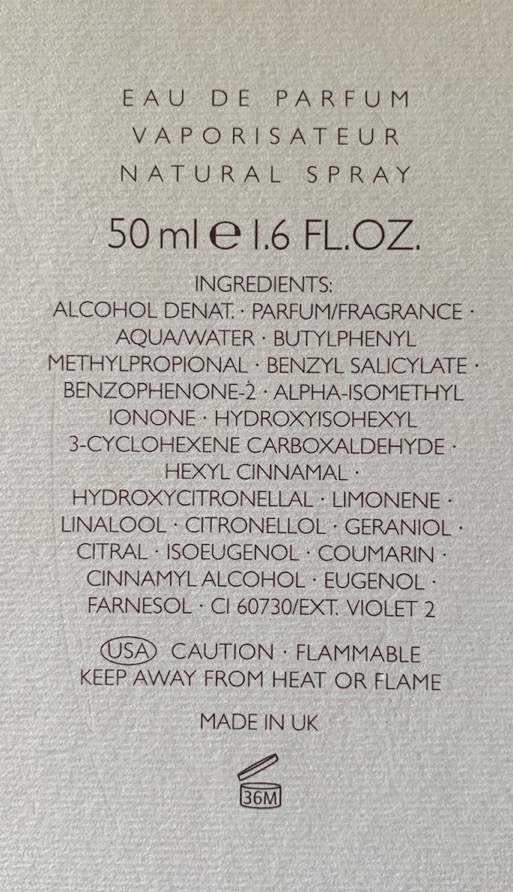 EAU DE PARFUM
VAPORISATEUR
NATURAL SPRAY
50 ml ℮ 1.6 FL.OZ.
INGREDIENTS:
ALCOHOL DENAT. · PARFUM/FRAGRANCE ·
AQUA/WATER · BUTYLPHENYL
METHYLPROPIONAL · BENZYL SALICYLATE ·
BENZOPHENONE-2 · ALPHA-ISOMETHYL
IONONE · HYDROXYISOHEXYL
3-CYCLOHEXENE CARBOXALDEHYDE ·
HEXYL CINNAMAL ·
HYDROXYCITRONELLAL · LIMONENE ·
LINALOOL · CITRONELLOL · GERANIOL ·
CITRAL · ISOEUGENOL · COUMARIN ·
CINNAMYL ALCOHOL · EUGENOL ·
FARNESOL · CI 60730/EXT. VIOLET 2
USA CAUTION · FLAMMABLE
KEEP AWAY FROM HEAT OR FLAME
MADE IN UK
36M